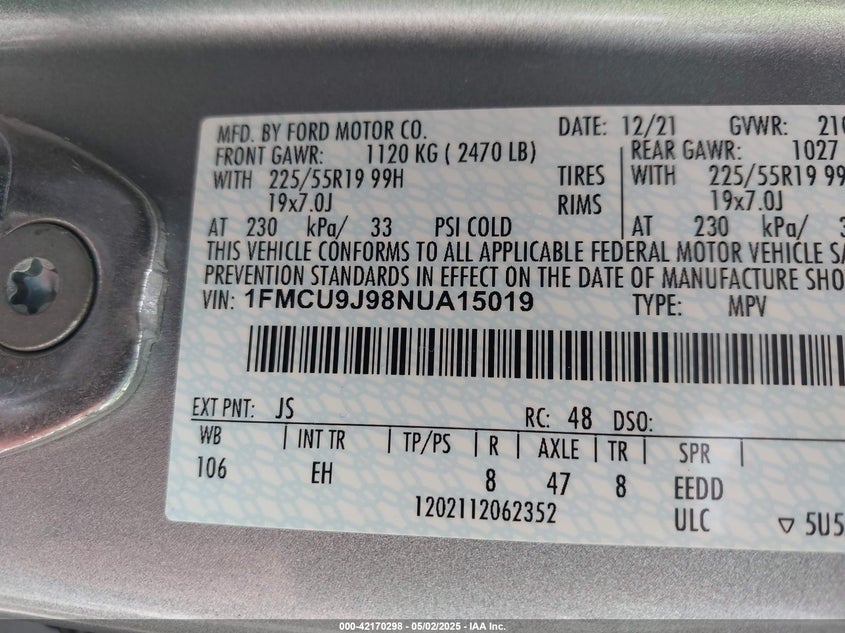 MFD. BY FORD MOTOR CO. DATE: 12/21 GVWR:
FRONT GAWR: 1120 KG ( 2470 LB) REAR GAWR: 1027
WITH 225/55R19 99H TIRES WITH 225/55R19
19x7.0J RIMS 19x7.0J
AT 230 kPa/ 33 PSI COLD AT 230 kPa/
THIS VEHICLE CONFORMS TO ALL APPLICABLE FEDERAL MOTOR VEHICLE
PREVENTION STANDARDS IN EFFECT ON THE DATE OF MANUFACTURE
VIN: 1FMCU9J98NUA15019 TYPE: MPV
EXT PNT: JS RC: 48 DSO:
WB | INT TR | TP/PS | R | AXLE | TR | SPR |
106 EH 8 47 8 EEDD
1202112062352 ULC ▽ 5U5
000-42170298 - 05/02/2025 - IAA Inc.